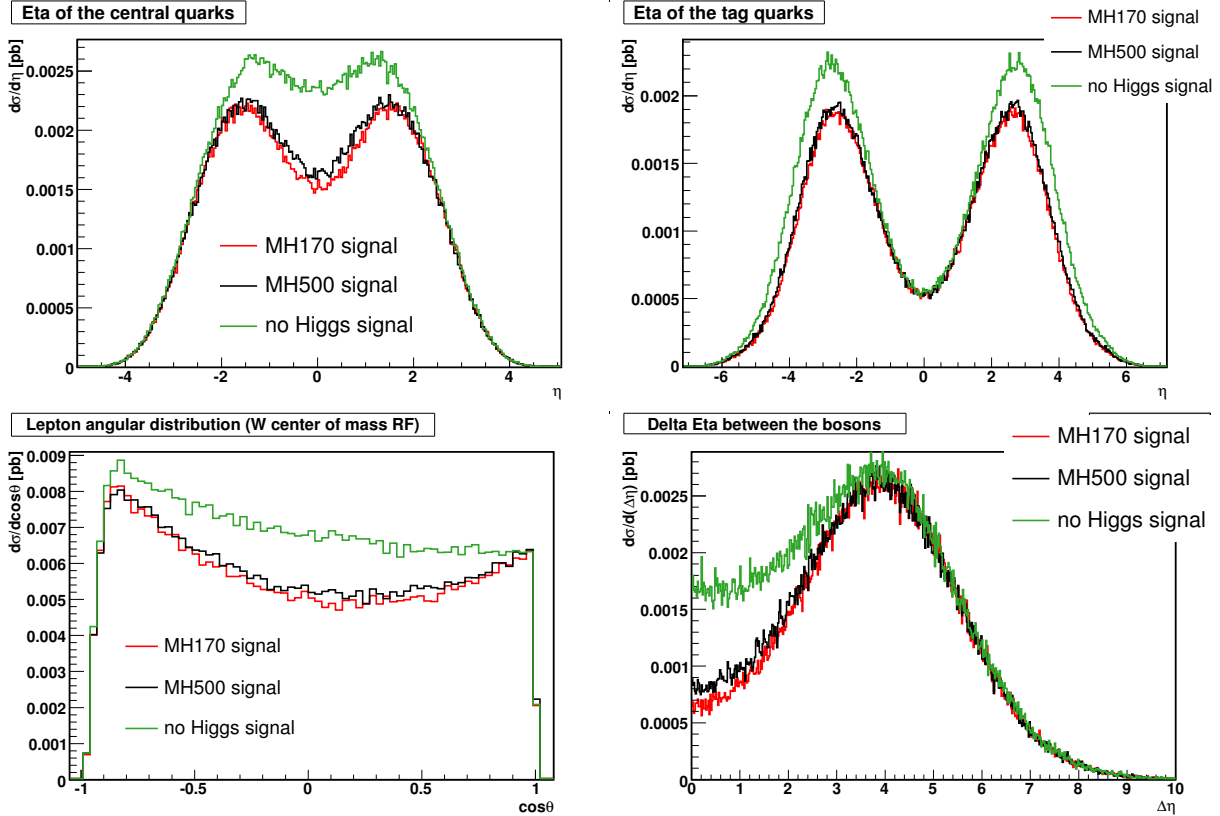 Eta of the central quarks
dσ/dη [pb]
0.0025
0.002
0.0015
0.001
0.0005
0
-4 -2 0 2 4
η
MH170 signal
MH500 signal
no Higgs signal
Eta of the tag quarks
dσ/dη [pb]
0.002
0.0015
0.001
0.0005
0
-6 -4 -2 0 2 4 6
η
MH170 signal
MH500 signal
no Higgs signal
Lepton angular distribution (W center of mass RF)
dσ/dcosθ [pb]
0.009
0.008
0.007
0.006
0.005
0.004
0.003
0.002
0.001
0
-1 -0.5 0 0.5 1
cosθ
MH170 signal
MH500 signal
no Higgs signal
Delta Eta between the bosons
dσ/d(Δη) [pb]
0.0025
0.002
0.0015
0.001
0.0005
0
0 1 2 3 4 5 6 7 8 9 10
Δη
MH170 signal
MH500 signal
no Higgs signal